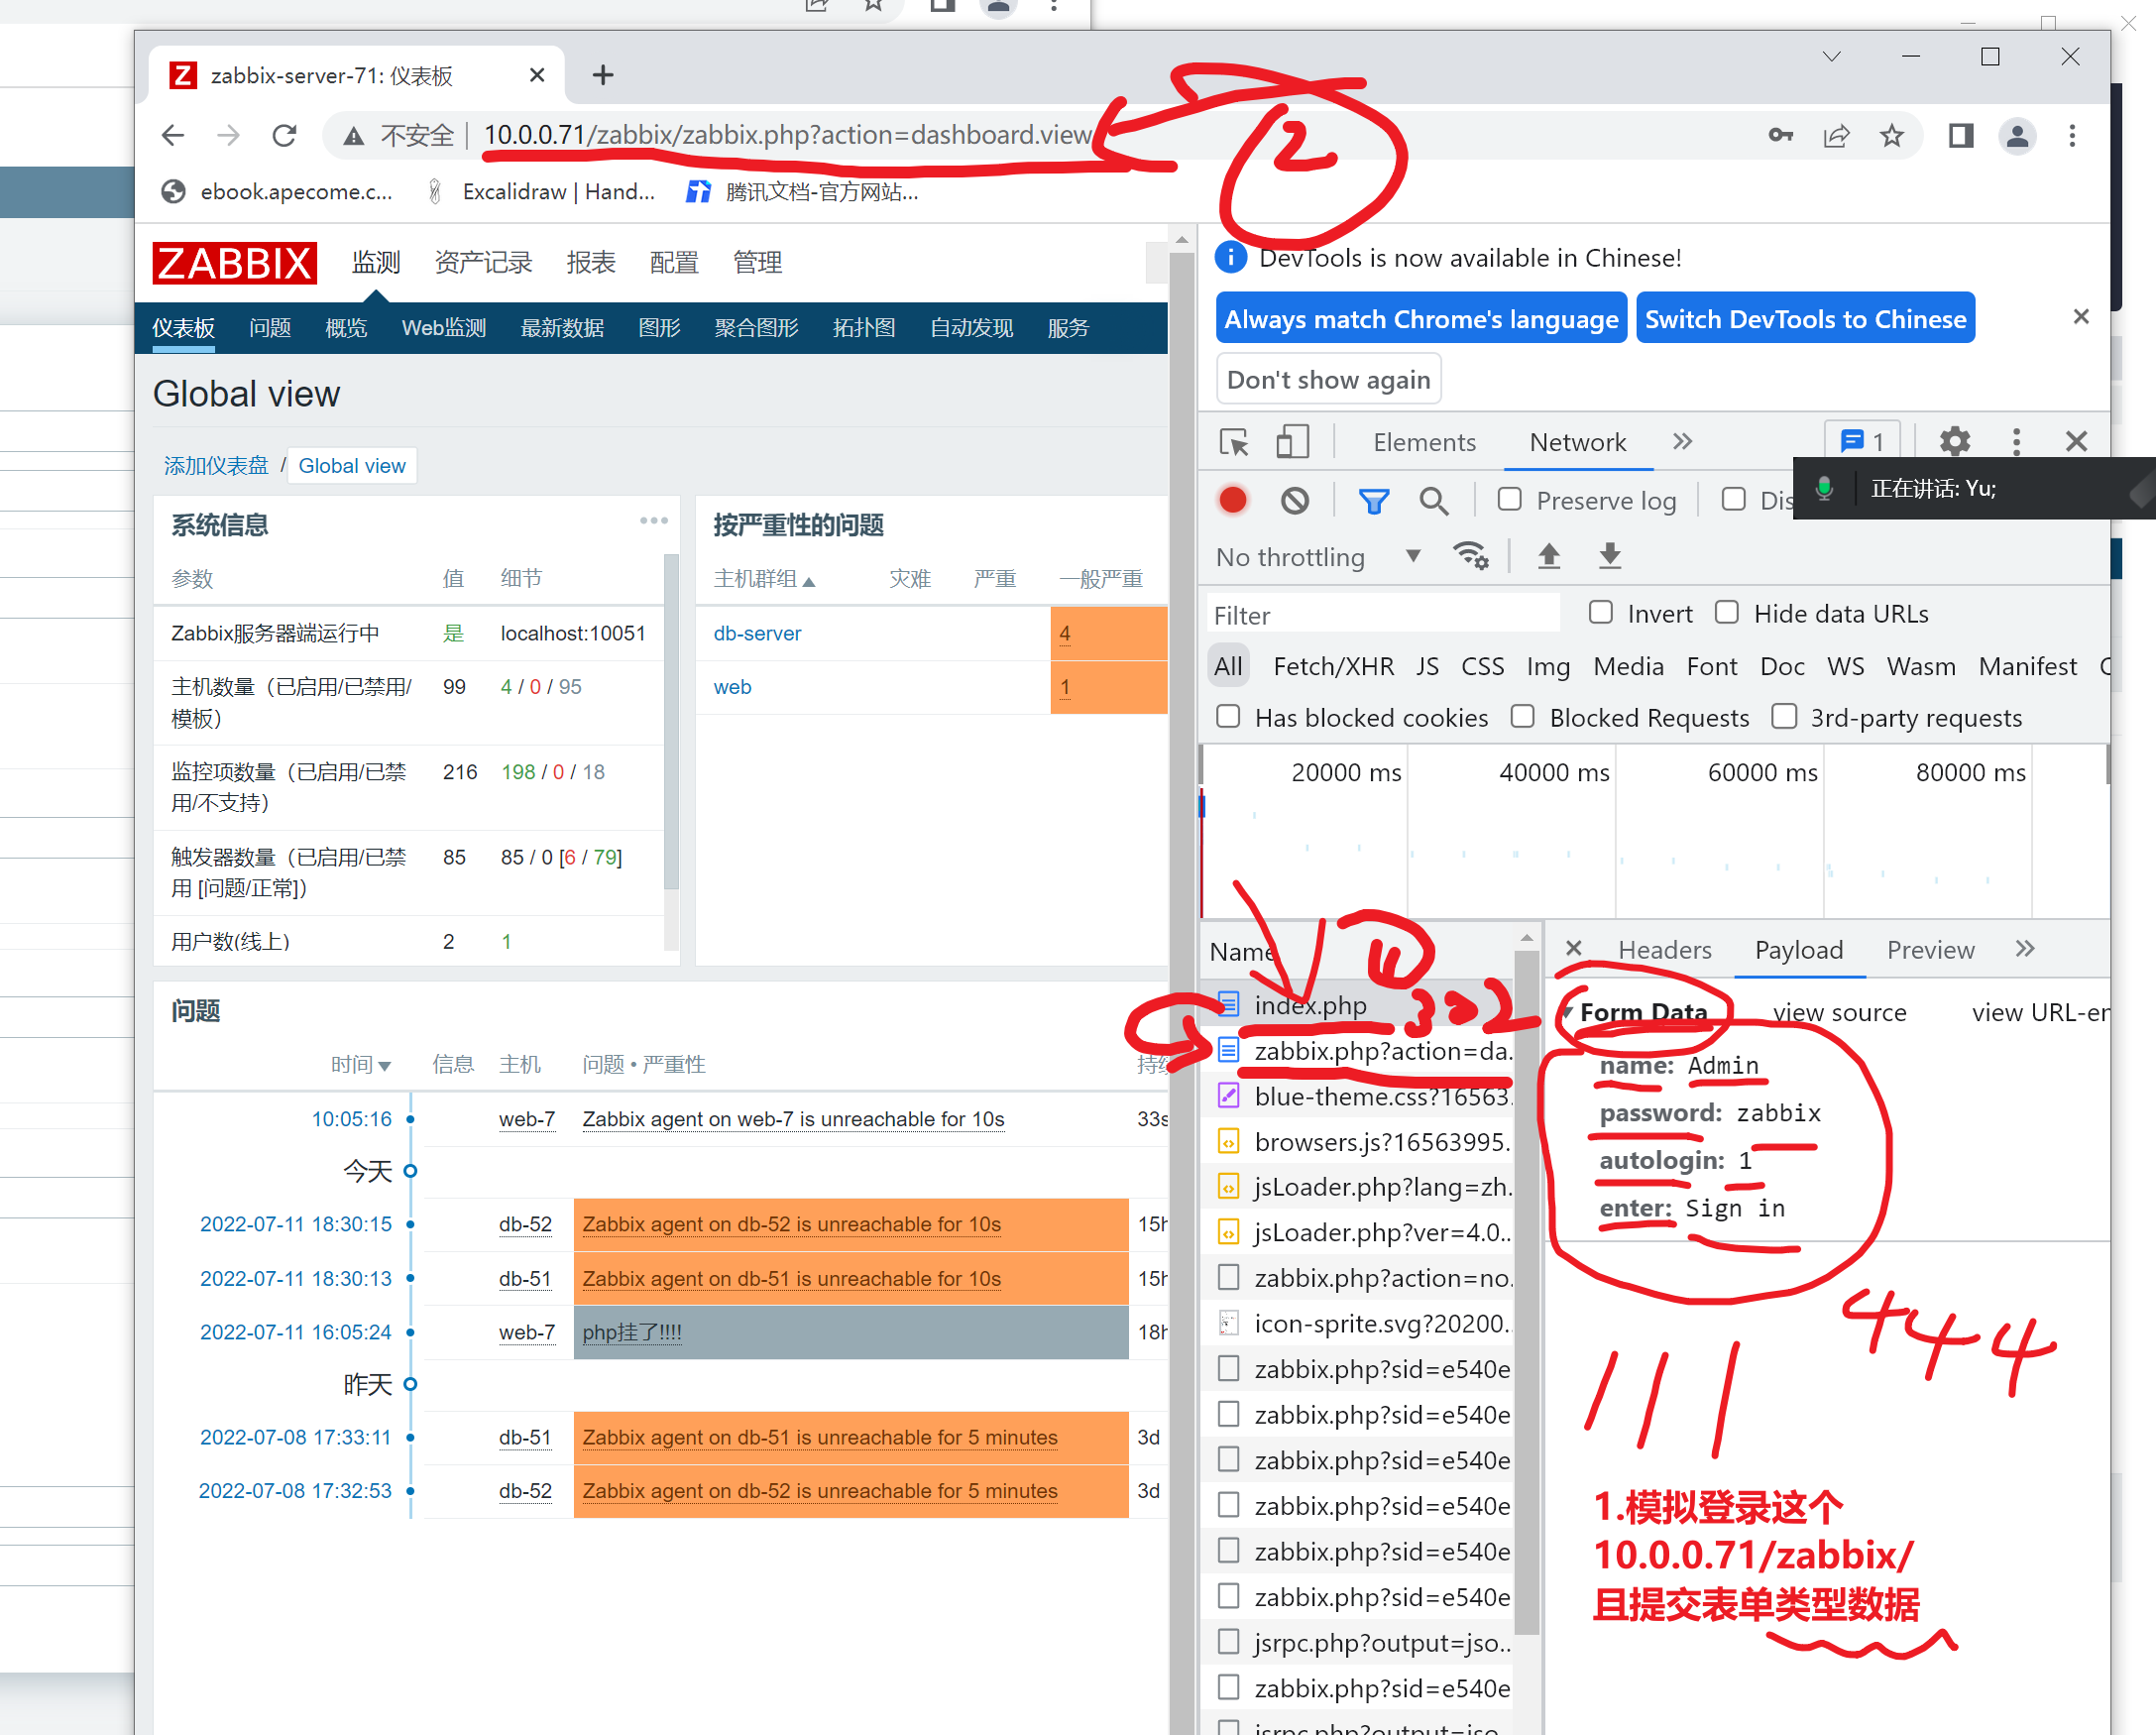 zabbix-server-71: 仪表板
不安全 | 10.0.0.71/zabbix/zabbix.php?action=dashboard.view
②
ebook.apecome.c...
Excalidraw | Hand...
腾讯文档-官方网站...
ZABBIX 监测 资产记录 报表 配置 管理
仪表板 问题 概览 Web监测 最新数据 图形 聚合图形 拓扑图 自动发现 服务
Global view
添加仪表盘 / Global view
系统信息
参数 值 细节
Zabbix服务器端运行中 是 localhost:10051
主机数量（已启用/已禁用/ 99 4 / 0 / 95
模板）
监控项数量（已启用/已禁 216 198 / 0 / 18
用/不支持）
触发器数量（已启用/已禁 85 85 / 0 [6 / 79]
用 [问题/正常]）
用户数(线上) 2 1
按严重性的问题
主机群组 灾难 严重 一般严重
db-server 4
web 1
问题
时间 信息 主机 问题 • 严重性 持续
10:05:16 web-7 Zabbix agent on web-7 is unreachable for 10s 33s
今天
2022-07-11 18:30:15 db-52 Zabbix agent on db-52 is unreachable for 10s 15h
2022-07-11 18:30:13 db-51 Zabbix agent on db-51 is unreachable for 10s 15h
2022-07-11 16:05:24 web-7 php挂了!!!! 18h
昨天
2022-07-08 17:33:11 db-51 Zabbix agent on db-51 is unreachable for 5 minutes 3d
2022-07-08 17:32:53 db-52 Zabbix agent on db-52 is unreachable for 5 minutes 3d
DevTools is now available in Chinese!
Always match Chrome's language Switch DevTools to Chinese
Don't show again
Elements Network 1
正在讲话: Yu;
Preserve log Dis
No throttling
Filter Invert Hide data URLs
All Fetch/XHR JS CSS Img Media Font Doc WS Wasm Manifest
Has blocked cookies Blocked Requests 3rd-party requests
20000 ms 40000 ms 60000 ms 80000 ms
Name
index.php
zabbix.php?action=da...
blue-theme.css?16563...
browsers.js?16563995...
jsLoader.php?lang=zh...
jsLoader.php?ver=4.0...
zabbix.php?action=no...
icon-sprite.svg?20200...
zabbix.php?sid=e540e
zabbix.php?sid=e540e
zabbix.php?sid=e540e
zabbix.php?sid=e540e
zabbix.php?sid=e540e
zabbix.php?sid=e540e
jsrpc.php?output=jso...
zabbix.php?sid=e540e
jsrpc.php?output=jso...
Headers Payload Preview
Form Data view source view URL-en
name: Admin
password: zabbix
autologin: 1
enter: Sign in
444
1.模拟登录这个
10.0.0.71/zabbix/
且提交表单类型数据